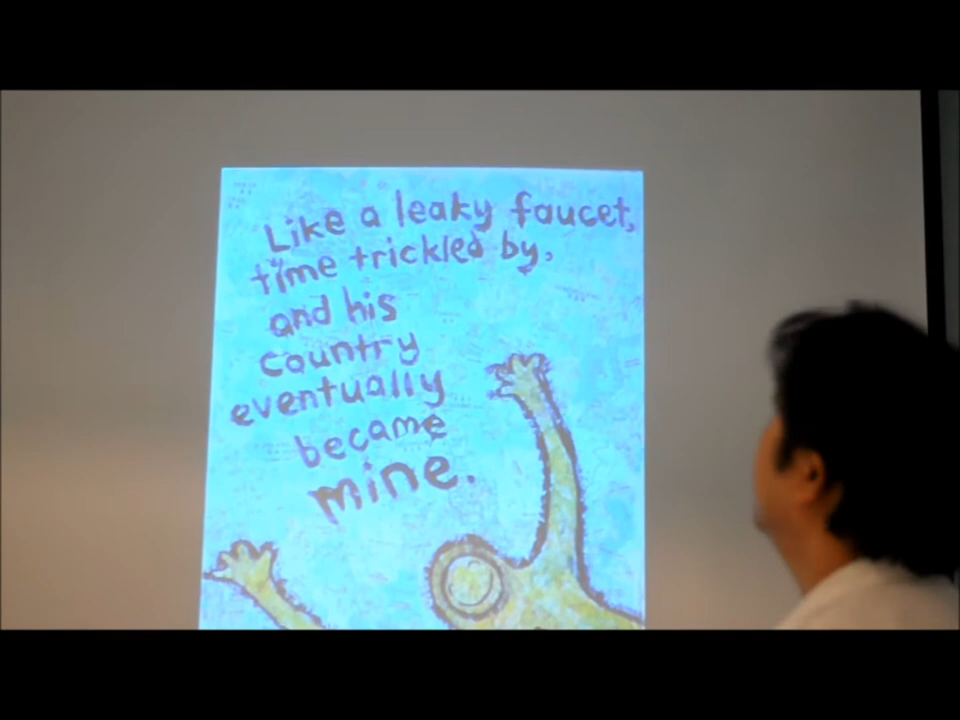 Like a leaky faucet,
time trickled by,
and his
country
eventually
became
mine.